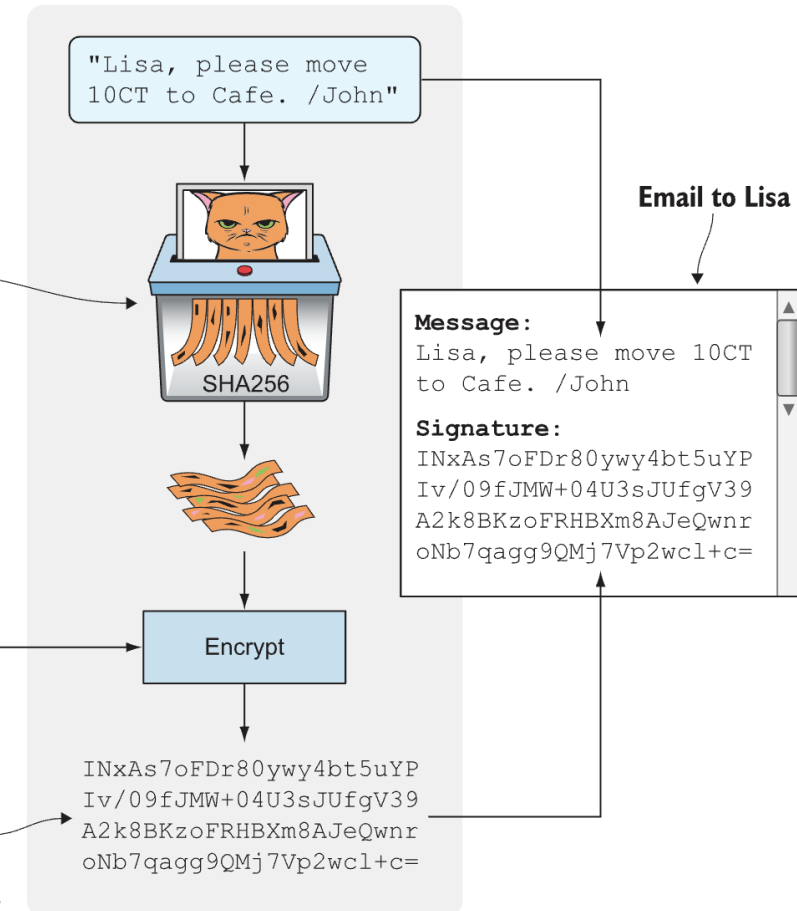 "Lisa, please move
10CT to Cafe. /John"
SHA256
Encrypt
INxAs7oFDr80ywy4bt5uYP
Iv/09fJMW+04U3sJUfgV39
A2k8BKzoFRHBXm8AJeQwnr
oNb7qagg9QMj7Vp2wcl+c=
Email to Lisa
Message:
Lisa, please move 10CT
to Cafe. /John
Signature:
INxAs7oFDr80ywy4bt5uYP
Iv/09fJMW+04U3sJUfgV39
A2k8BKzoFRHBXm8AJeQwnr
oNb7qagg9QMj7Vp2wcl+c=